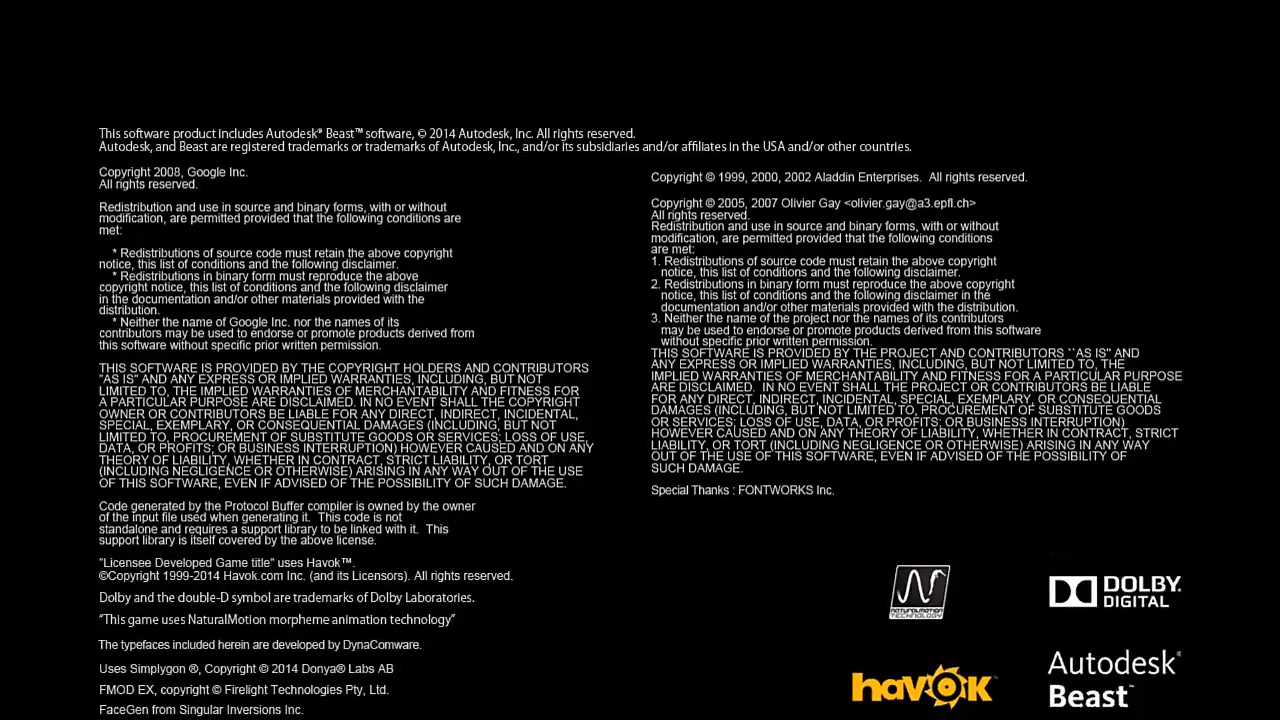 This software product includes Autodesk® Beast™ software, © 2014 Autodesk, Inc. All rights reserved.
Autodesk, and Beast are registered trademarks or trademarks of Autodesk, Inc., and/or its subsidiaries and/or affiliates in the USA and/or other countries.
Copyright 2008, Google Inc.
All rights reserved.
Redistribution and use in source and binary forms, with or without
modification, are permitted provided that the following conditions are
met:
* Redistributions of source code must retain the above copyright
notice, this list of conditions and the following disclaimer.
* Redistributions in binary form must reproduce the above
copyright notice, this list of conditions and the following disclaimer
in the documentation and/or other materials provided with the
distribution.
* Neither the name of Google Inc. nor the names of its
contributors may be used to endorse or promote products derived from
this software without specific prior written permission.
THIS SOFTWARE IS PROVIDED BY THE COPYRIGHT HOLDERS AND CONTRIBUTORS
"AS IS" AND ANY EXPRESS OR IMPLIED WARRANTIES, INCLUDING, BUT NOT
LIMITED TO, THE IMPLIED WARRANTIES OF MERCHANTABILITY AND FITNESS FOR
A PARTICULAR PURPOSE ARE DISCLAIMED. IN NO EVENT SHALL THE COPYRIGHT
OWNER OR CONTRIBUTORS BE LIABLE FOR ANY DIRECT, INDIRECT, INCIDENTAL,
SPECIAL, EXEMPLARY, OR CONSEQUENTIAL DAMAGES (INCLUDING, BUT NOT
LIMITED TO, PROCUREMENT OF SUBSTITUTE GOODS OR SERVICES; LOSS OF USE,
DATA, OR PROFITS; OR BUSINESS INTERRUPTION) HOWEVER CAUSED AND ON ANY
THEORY OF LIABILITY, WHETHER IN CONTRACT, STRICT LIABILITY, OR TORT
(INCLUDING NEGLIGENCE OR OTHERWISE) ARISING IN ANY WAY OUT OF THE USE
OF THIS SOFTWARE, EVEN IF ADVISED OF THE POSSIBILITY OF SUCH DAMAGE.
Code generated by the Protocol Buffer compiler is owned by the owner
of the input file used when generating it.  This code is not
standalone and requires a support library to be linked with it.  This
support library is itself covered by the above license.
"Licensee Developed Game title" uses Havok™.
©Copyright 1999-2014 Havok.com Inc. (and its Licensors). All rights reserved.
Dolby and the double-D symbol are trademarks of Dolby Laboratories.
"This game uses NaturalMotion morpheme animation technology"
The typefaces included herein are developed by DynaComware.
Uses Simplygon ®, Copyright © 2014 Donya® Labs AB
FMOD EX, copyright © Firelight Technologies Pty, Ltd.
FaceGen from Singular Inversions Inc.
Copyright © 1999, 2000, 2002 Aladdin Enterprises.  All rights reserved.
Copyright © 2005, 2007 Olivier Gay <olivier.gay@a3.epfl.ch>
All rights reserved.
Redistribution and use in source and binary forms, with or without
modification, are permitted provided that the following conditions
are met:
1. Redistributions of source code must retain the above copyright
notice, this list of conditions and the following disclaimer.
2. Redistributions in binary form must reproduce the above copyright
notice, this list of conditions and the following disclaimer in the
documentation and/or other materials provided with the distribution.
3. Neither the name of the project nor the names of its contributors
may be used to endorse or promote products derived from this software
without specific prior written permission.
THIS SOFTWARE IS PROVIDED BY THE PROJECT AND CONTRIBUTORS ``AS IS'' AND
ANY EXPRESS OR IMPLIED WARRANTIES, INCLUDING, BUT NOT LIMITED TO, THE
IMPLIED WARRANTIES OF MERCHANTABILITY AND FITNESS FOR A PARTICULAR PURPOSE
ARE DISCLAIMED.  IN NO EVENT SHALL THE PROJECT OR CONTRIBUTORS BE LIABLE
FOR ANY DIRECT, INDIRECT, INCIDENTAL, SPECIAL, EXEMPLARY, OR CONSEQUENTIAL
DAMAGES (INCLUDING, BUT NOT LIMITED TO, PROCUREMENT OF SUBSTITUTE GOODS
OR SERVICES; LOSS OF USE, DATA, OR PROFITS; OR BUSINESS INTERRUPTION)
HOWEVER CAUSED AND ON ANY THEORY OF LIABILITY, WHETHER IN CONTRACT, STRICT
LIABILITY, OR TORT (INCLUDING NEGLIGENCE OR OTHERWISE) ARISING IN ANY WAY
OUT OF THE USE OF THIS SOFTWARE, EVEN IF ADVISED OF THE POSSIBILITY OF
SUCH DAMAGE.
Special Thanks : FONTWORKS Inc.
NATURALMOTION
TECHNOLOGY
DOLBY
DIGITAL
havok™
Autodesk®
Beast™